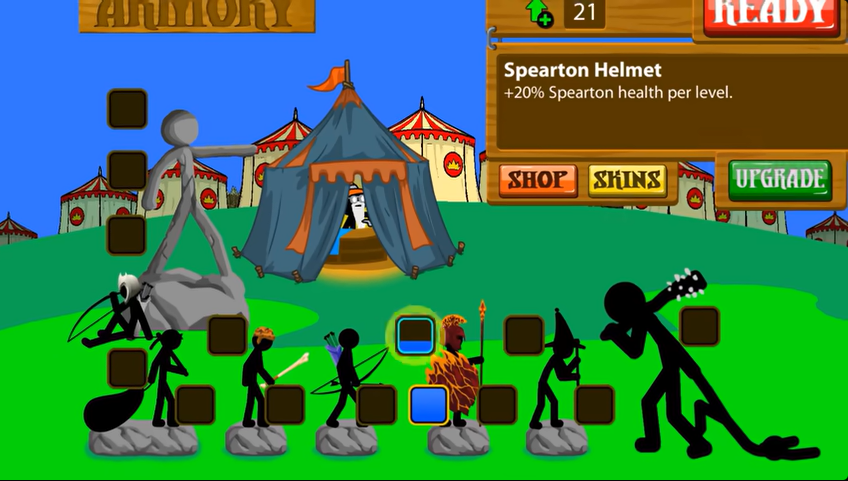 ARMORY
21
READY
Spearton Helmet
+20% Spearton health per level.
SHOP
SKINS
UPGRADE